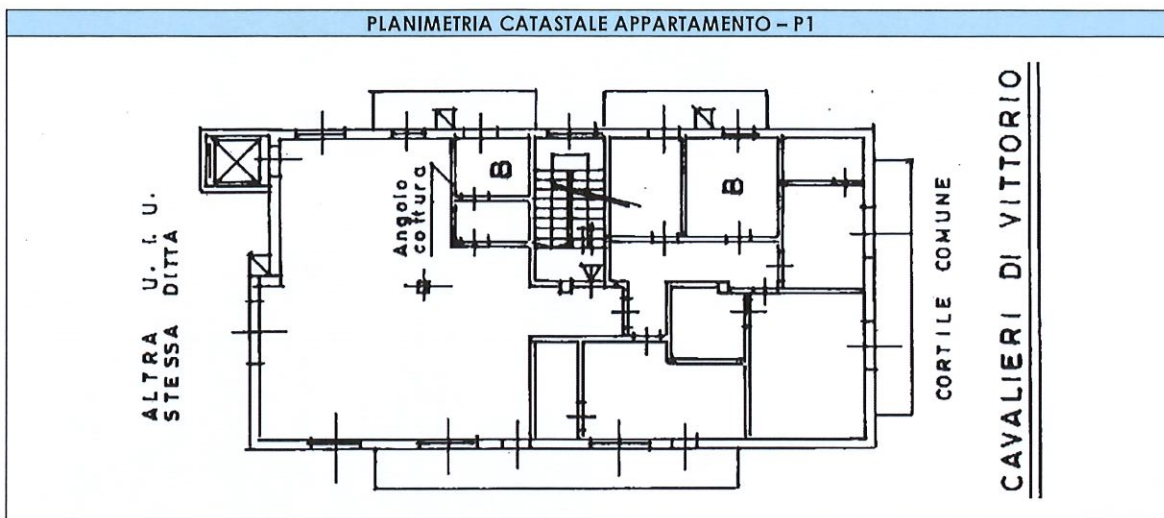 PLANIMETRIA CATASTALE APPARTAMENTO – P1
ALTRA U. I. U.
STESSA DITTA
Angolo
cottura
B
B
CORTILE COMUNE
CAVALIERI DI VITTORIO